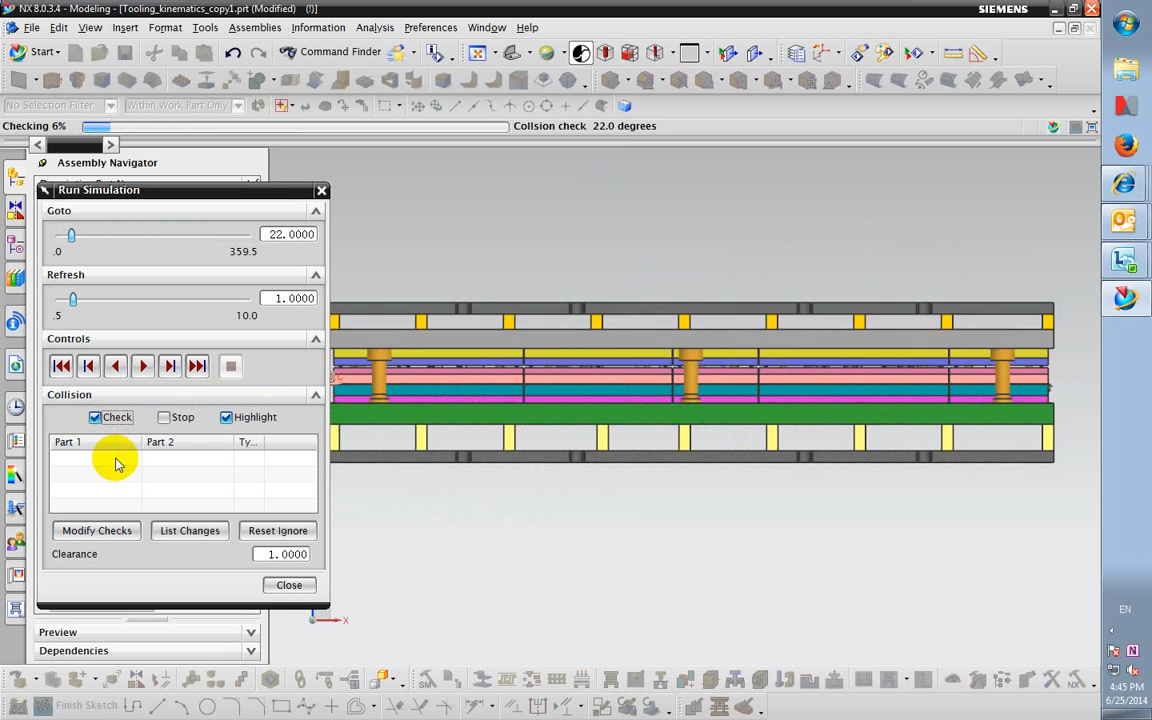 NX 8.0.3.4 - Modeling - [Tooling_kinematics_copy1.prt (Modified) (!)]
SIEMENS
File Edit View Insert Format Tools Assemblies Information Analysis Preferences Window Help
Start Command Finder
No Selection Filter Within Work Part Only
Checking 6% Collision check 22.0 degrees
Assembly Navigator
Run Simulation
Goto
22.0000
.0 359.5
Refresh
1.0000
.5 10.0
Controls
Collision
Check Stop Highlight
Part 1 Part 2 Ty...
Modify Checks List Changes Reset Ignore
Clearance 1.0000
Close
X
Preview
Dependencies
Finish Sketch
EN
4:45 PM
6/25/2014